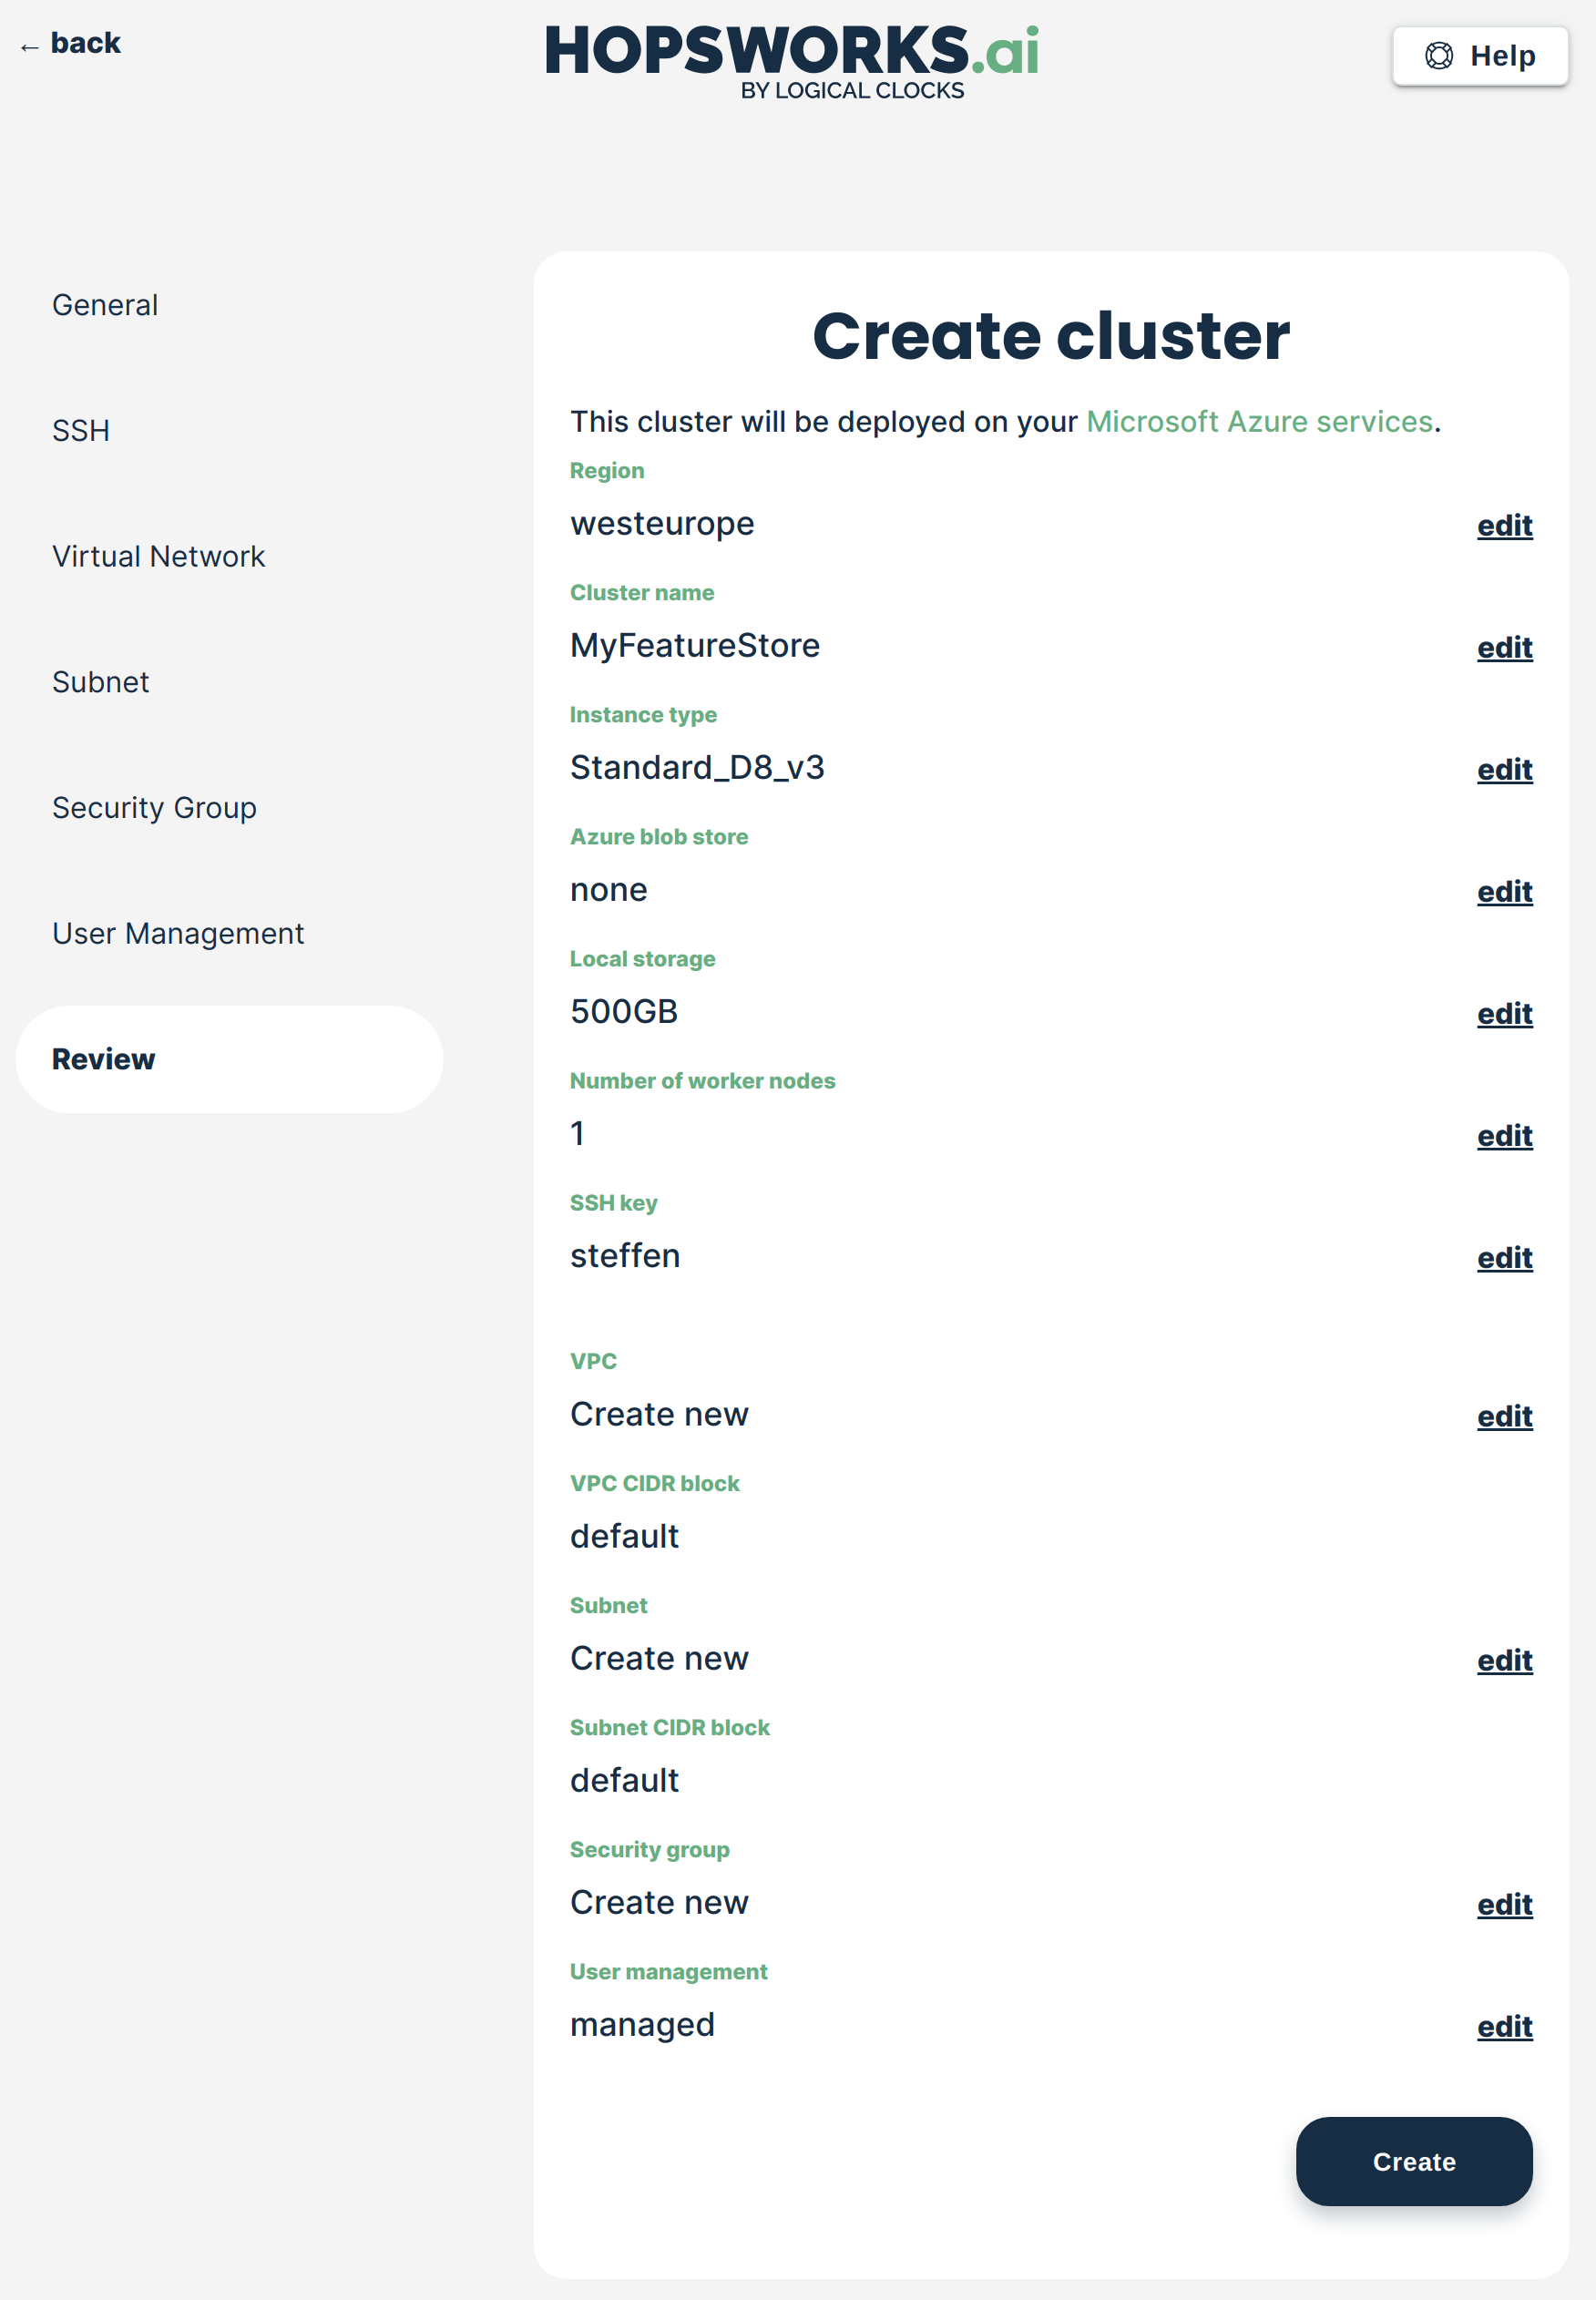 ← back
HOPSWORKS.ai
BY LOGICAL CLOCKS
Help
General
SSH
Virtual Network
Subnet
Security Group
User Management
Review
Create cluster
This cluster will be deployed on your Microsoft Azure services.
Region
westeurope edit
Cluster name
MyFeatureStore edit
Instance type
Standard_D8_v3 edit
Azure blob store
none edit
Local storage
500GB edit
Number of worker nodes
1 edit
SSH key
steffen edit
VPC
Create new edit
VPC CIDR block
default
Subnet
Create new edit
Subnet CIDR block
default
Security group
Create new edit
User management
managed edit
Create